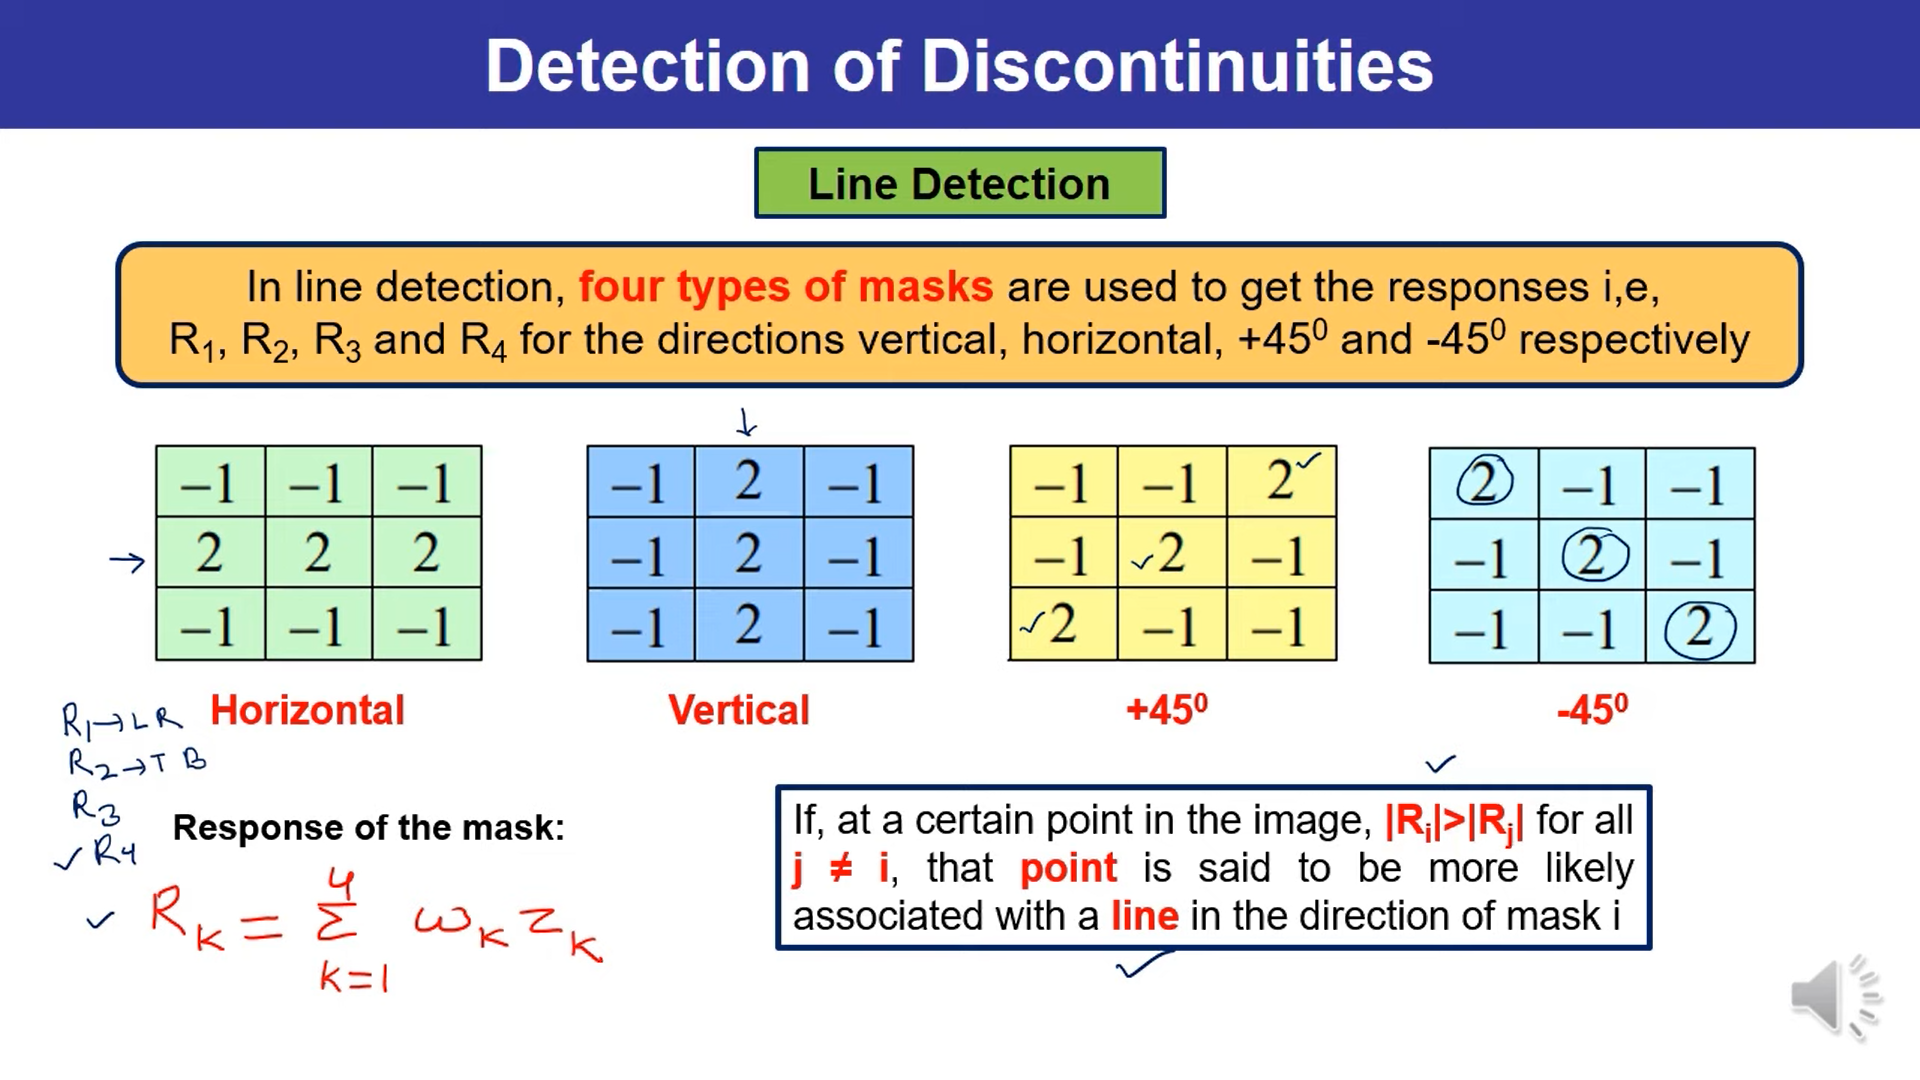 Detection of Discontinuities
Line Detection
In line detection, four types of masks are used to get the responses i,e,
R₁, R₂, R₃ and R₄ for the directions vertical, horizontal, +45⁰ and -45⁰ respectively
↓
−1 −1 −1
→ 2 2 2
−1 −1 −1
Horizontal
−1 2 −1
−1 2 −1
−1 2 −1
Vertical
−1 −1 2 ✓
−1 ✓ 2 −1
✓ 2 −1 −1
+45⁰
2 −1 −1
−1 2 −1
−1 −1 2
-45⁰
R₁→L R
R₂→T B
R₃
✓ R₄
Response of the mask:
✓ R_K = Σ ω_K z_K
4
k=1
✓
If, at a certain point in the image, |Rᵢ|>|Rⱼ| for all
j ≠ i, that point is said to be more likely
associated with a line in the direction of mask i
✓